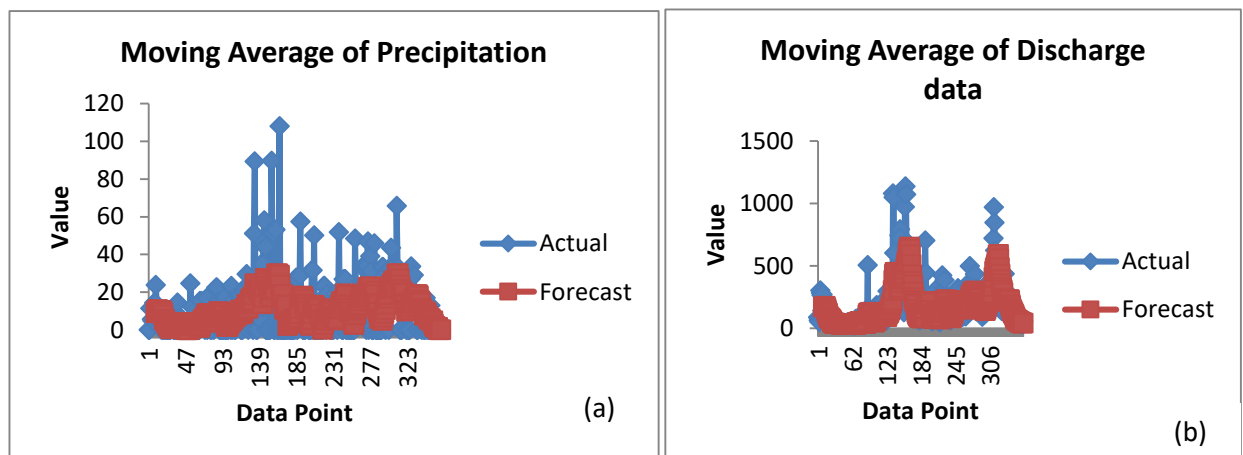 Moving Average of Precipitation
120
100
80
60
40
20
0
Value
1
47
93
139
185
231
277
323
Data Point
Actual
Forecast
(a)
Moving Average of Discharge
data
1500
1000
500
0
Value
1
62
123
184
245
306
Data Point
Actual
Forecast
(b)